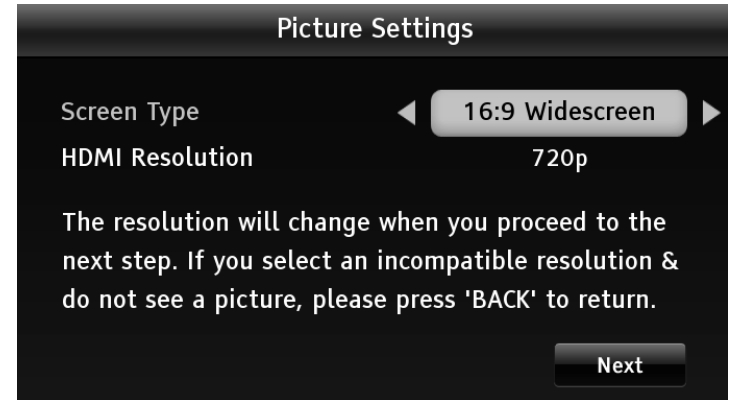 Picture Settings
Screen Type 16:9 Widescreen
HDMI Resolution 720p
The resolution will change when you proceed to the
next step. If you select an incompatible resolution &
do not see a picture, please press 'BACK' to return.
Next